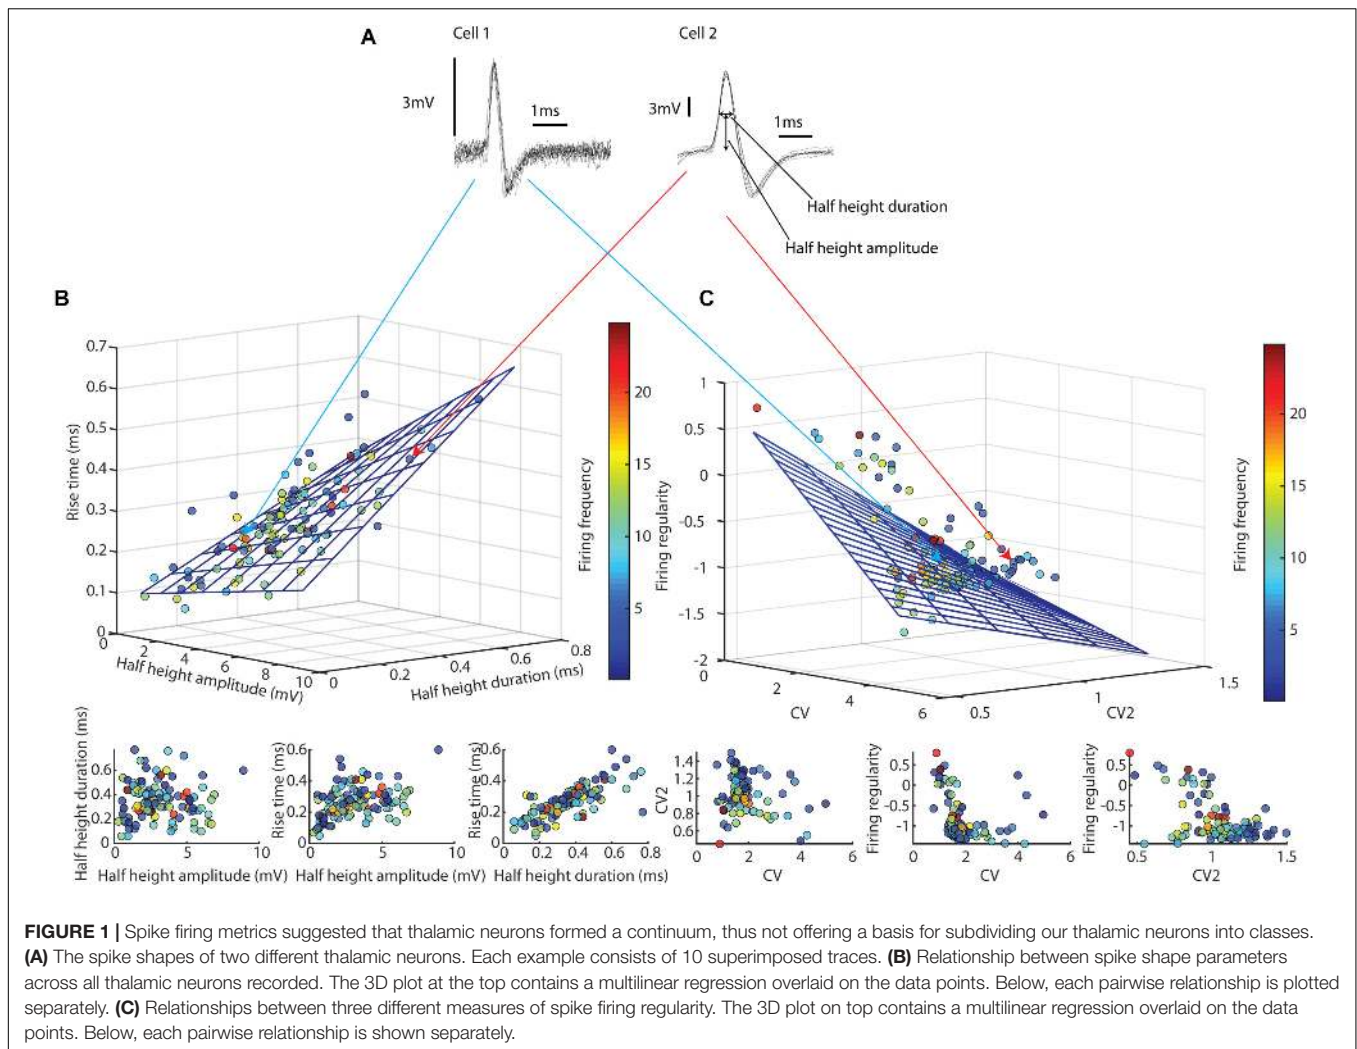 A
Cell 1
Cell 2
3mV
1ms
3mV
1ms
Half height duration
Half height amplitude
B
0.7
0.6
0.5
0.4
0.3
0.2
0.1
0
Rise time (ms)
0
2
4
6
8
10
Half height amplitude (mV)
0
0.2
0.4
0.6
0.8
Half height duration (ms)
20
15
10
5
Firing frequency
C
1
0.5
0
-0.5
-1
-1.5
-2
Firing regularity
0
2
4
6
CV
0.5
1
1.5
CV2
20
15
10
5
Firing frequency
Half height duration (ms)
0.6
0.4
0.2
0
0
5
10
Half height amplitude (mV)
Rise time (ms)
0.6
0.4
0.2
0
0
5
10
Half height amplitude (mV)
Rise time (ms)
0.6
0.4
0.2
0
0
0.2
0.4
0.6
0.8
Half height duration (ms)
CV2
1.4
1.2
1
0.8
0.6
0
2
4
6
CV
Firing regularity
0.5
0
-0.5
-1
0
2
4
6
CV
Firing regularity
0.5
0
-0.5
-1
0.5
1
1.5
CV2
FIGURE 1 | Spike firing metrics suggested that thalamic neurons formed a continuum, thus not offering a basis for subdividing our thalamic neurons into classes.
(A) The spike shapes of two different thalamic neurons. Each example consists of 10 superimposed traces. (B) Relationship between spike shape parameters
across all thalamic neurons recorded. The 3D plot at the top contains a multilinear regression overlaid on the data points. Below, each pairwise relationship is plotted
separately. (C) Relationships between three different measures of spike firing regularity. The 3D plot on top contains a multilinear regression overlaid on the data
points. Below, each pairwise relationship is shown separately.